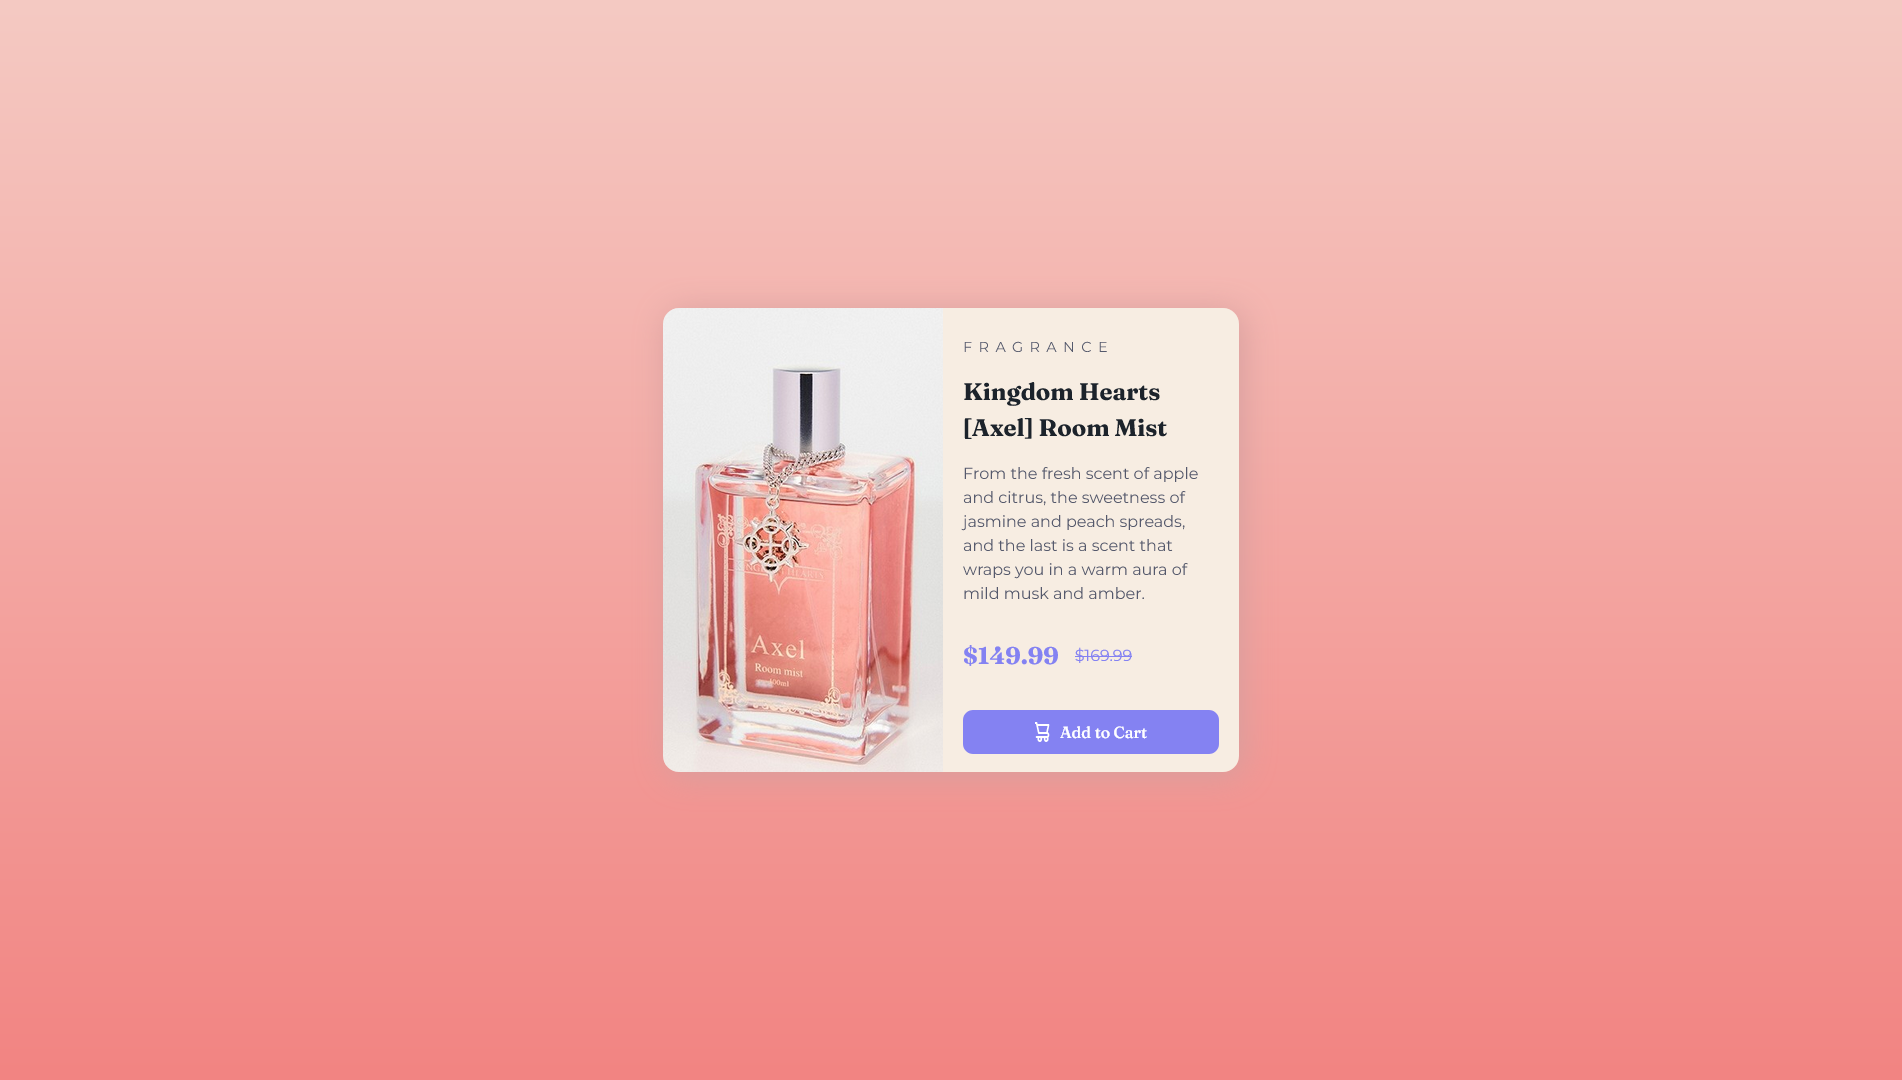 FRAGRANCE
Kingdom Hearts
[Axel] Room Mist
From the fresh scent of apple
and citrus, the sweetness of
jasmine and peach spreads,
and the last is a scent that
wraps you in a warm aura of
mild musk and amber.
$149.99 $169.99
Add to Cart
Axel
Room mist